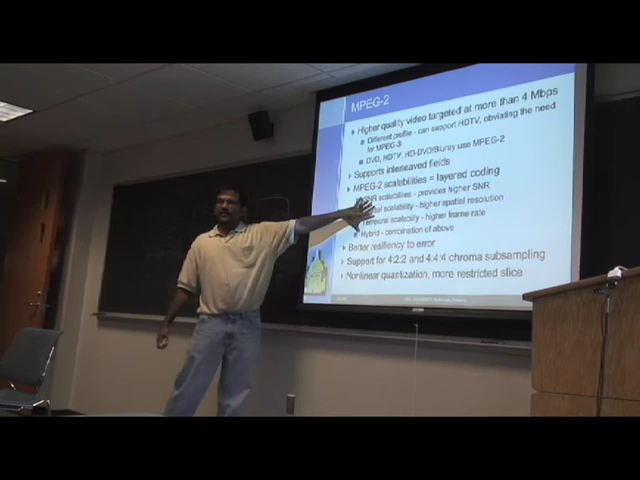 MPEG-2
Higher quality video targeted at more than 4 Mbps
Different profile - can support HDTV, obviating the need
for MPEG-3
DVD, HDTV, HD-DVD/Bluray use MPEG-2
Supports interleaved fields
MPEG-2 scalabilities = layered coding
scalabilities - provides higher SNR
scalability - higher spatial resolution
Temporal scalability - higher frame rate
Hybrid - combination of above
Better resiliency to error
Support for 4:2:2 and 4:4:4 chroma subsampling
Nonlinear quantization, more restricted slice